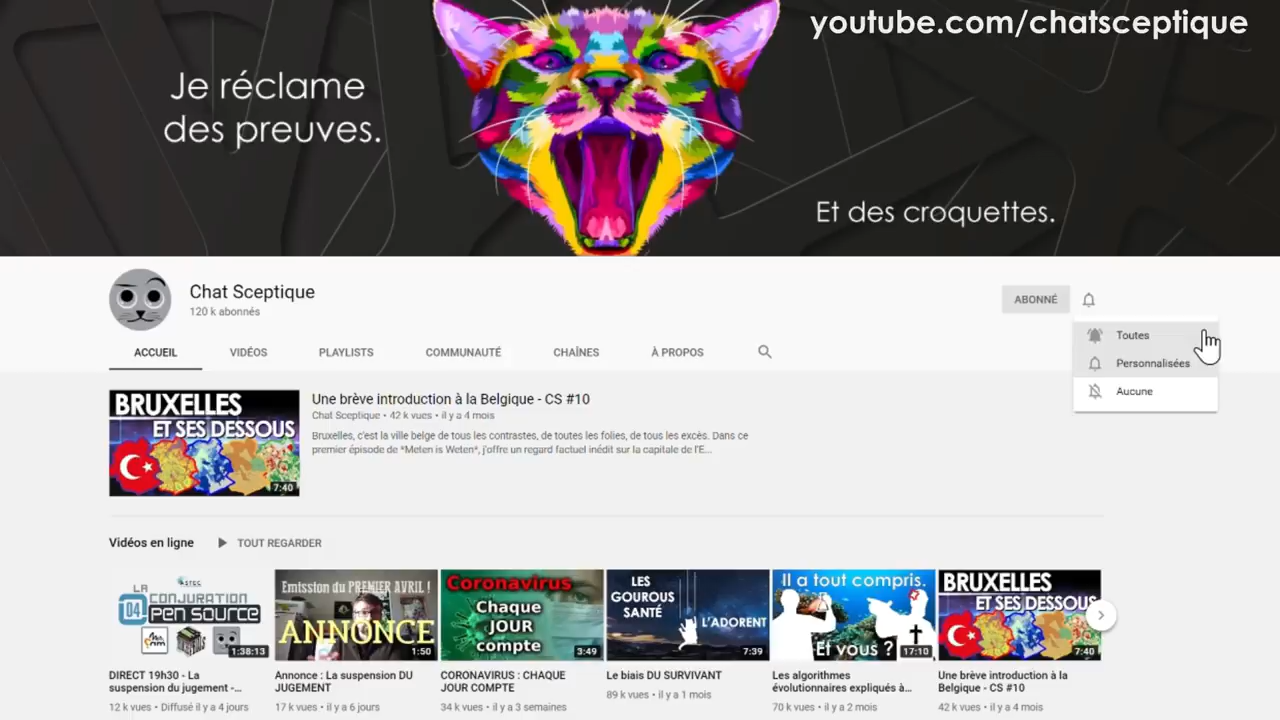 youtube.com/chatsceptique
Je réclame
des preuves.
Et des croquettes.
Chat Sceptique
120 k abonnés
ABONNÉ
Toutes
Personnalisées
Aucune
ACCUEIL
VIDÉOS
PLAYLISTS
COMMUNAUTÉ
CHAÎNES
À PROPOS
BRUXELLES
ET SES DESSOUS
7:40
Une brève introduction à la Belgique - CS #10
Chat Sceptique • 42 k vues • il y a 4 mois
Bruxelles, c'est la ville belge de tous les contrastes, de toutes les folies, de tous les excès. Dans ce
premier épisode de *Meten is Weten*, j'offre un regard factuel inédit sur la capitale de l'E...
Vidéos en ligne
TOUT REGARDER
LA
CONJURATION
04
PEN SOURCE
1:38:13
DIRECT 19h30 - La
suspension du jugement -...
12 k vues • Diffusé il y a 4 jours
Emission du PREMIER AVRIL !
ANNONCE
1:50
Annonce : La suspension DU
JUGEMENT
17 k vues • il y a 6 jours
Coronavirus
Chaque
JOUR
compte
3:49
CORONAVIRUS : CHAQUE
JOUR COMPTE
34 k vues • il y a 3 semaines
LES
GOUROUS
SANTÉ
L'ADORENT
7:39
Le biais DU SURVIVANT
89 k vues • il y a 1 mois
Il a tout compris.
Et vous ?
17:10
Les algorithmes
évolutionnaires expliqués à...
70 k vues • il y a 2 mois
BRUXELLES
ET SES DESSOUS
7:40
Une brève introduction à la
Belgique - CS #10
42 k vues • il y a 4 mois